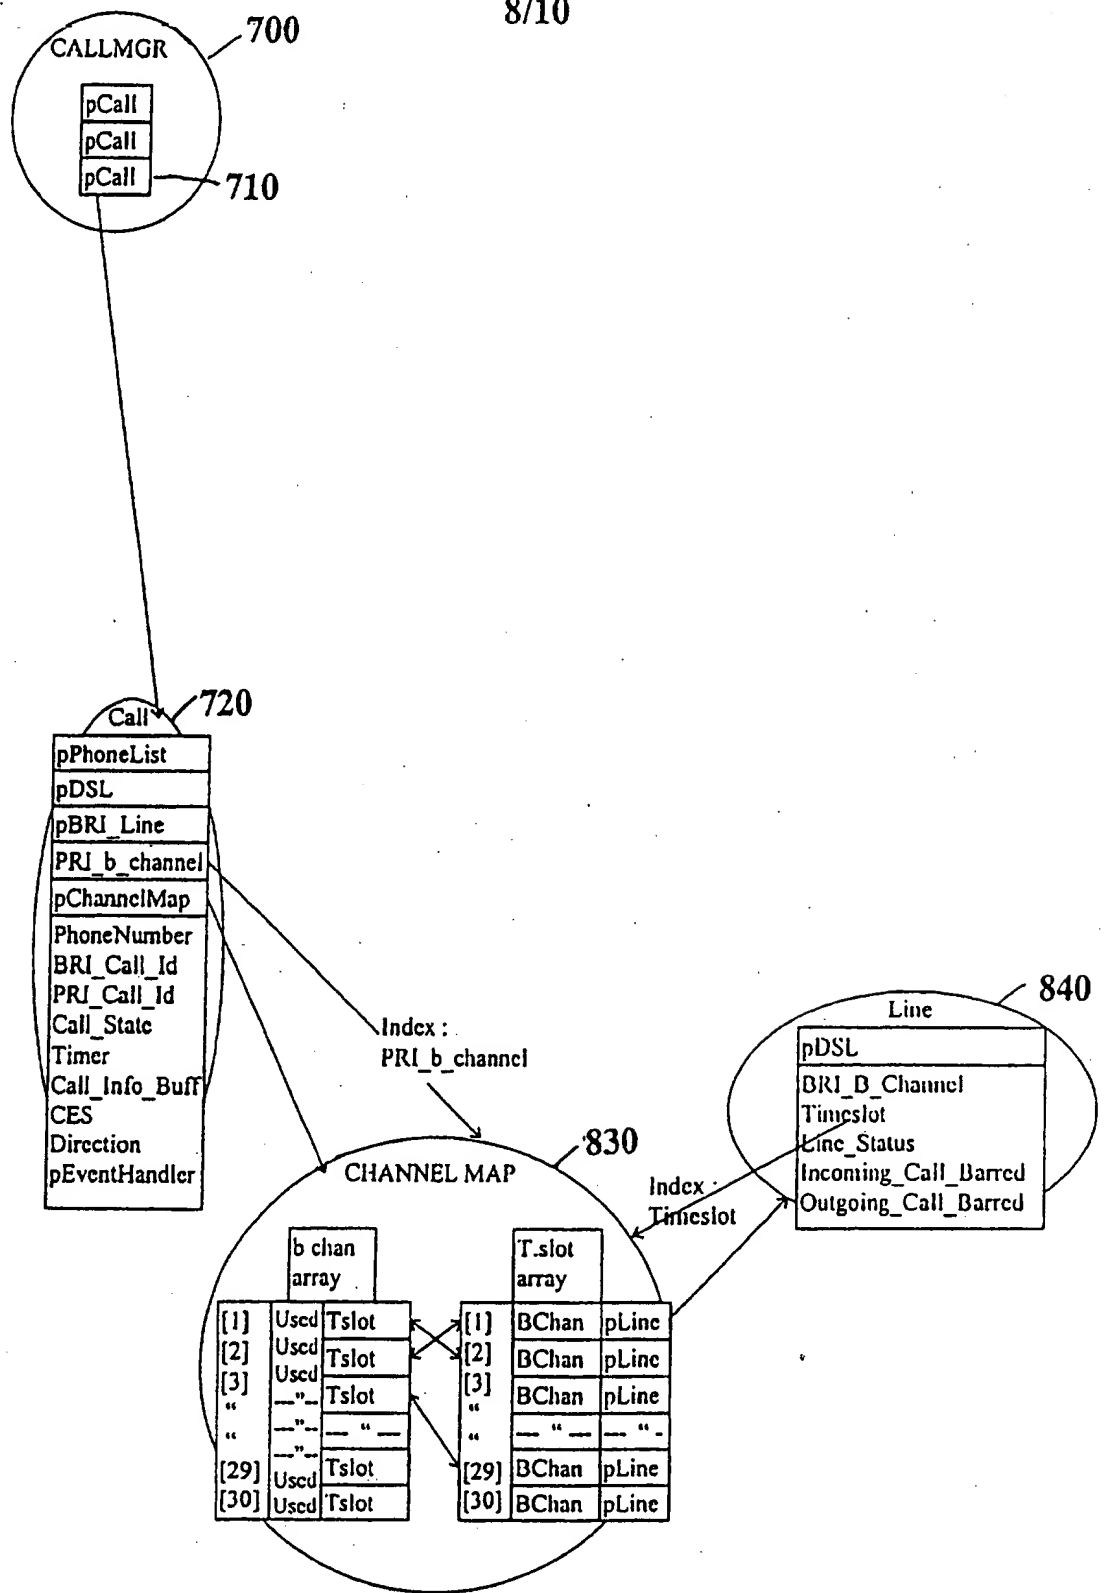 8/10
700
CALLMGR
pCall
pCall
pCall
710
720
Call
pPhoneList
pDSL
pBRI_Line
PRI_b_channel
pChannelMap
PhoneNumber
BRI_Call_Id
PRI_Call_Id
Call_State
Timer
Call_Info_Buff
CES
Direction
pEventHandler
Index :
PRI_b_channel
840
Line
pDSL
BRI_B_Channel
Timeslot
Line_Status
Incoming_Call_Barred
Outgoing_Call_Barred
Index :
Timeslot
830
CHANNEL MAP
b chan
array
T.slot
array
[1] Used Tslot [1] BChan pLine
[2] Used Tslot [2] BChan pLine
[3] Used Tslot [3] BChan pLine
“ —”-- “
“ —”-- — “ — “ — “ — — “ -
—”--
[29] Used Tslot [29] BChan pLine
[30] Used Tslot [30] BChan pLine